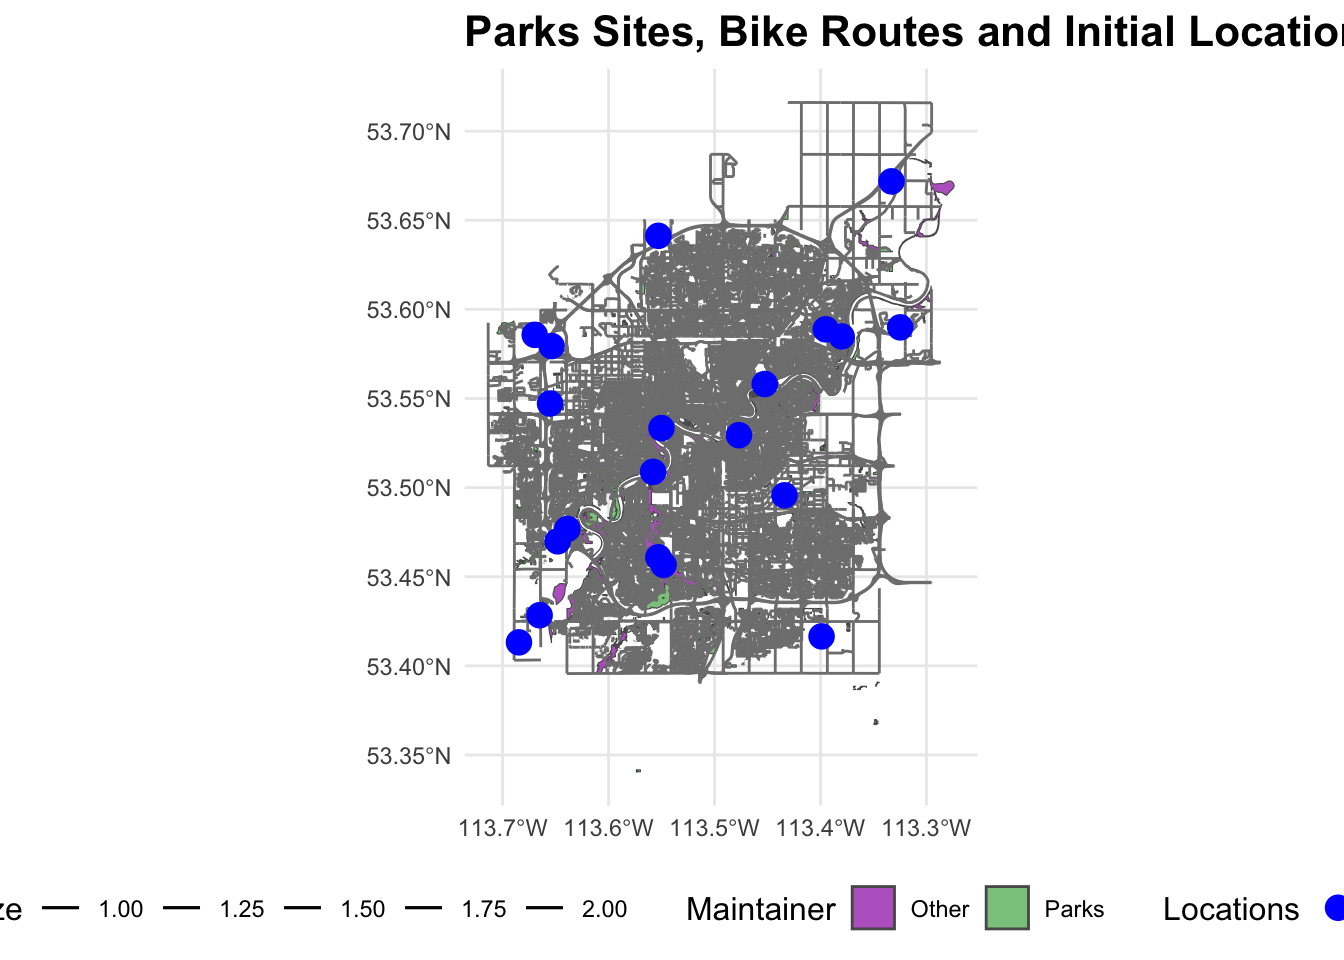 Parks Sites, Bike Routes and Initial Location
53.70°N
53.65°N
53.60°N
53.55°N
53.50°N
53.45°N
53.40°N
53.35°N
113.7°W 113.6°W 113.5°W 113.4°W 113.3°W
ze 1.00 1.25 1.50 1.75 2.00 Maintainer Other Parks Locations